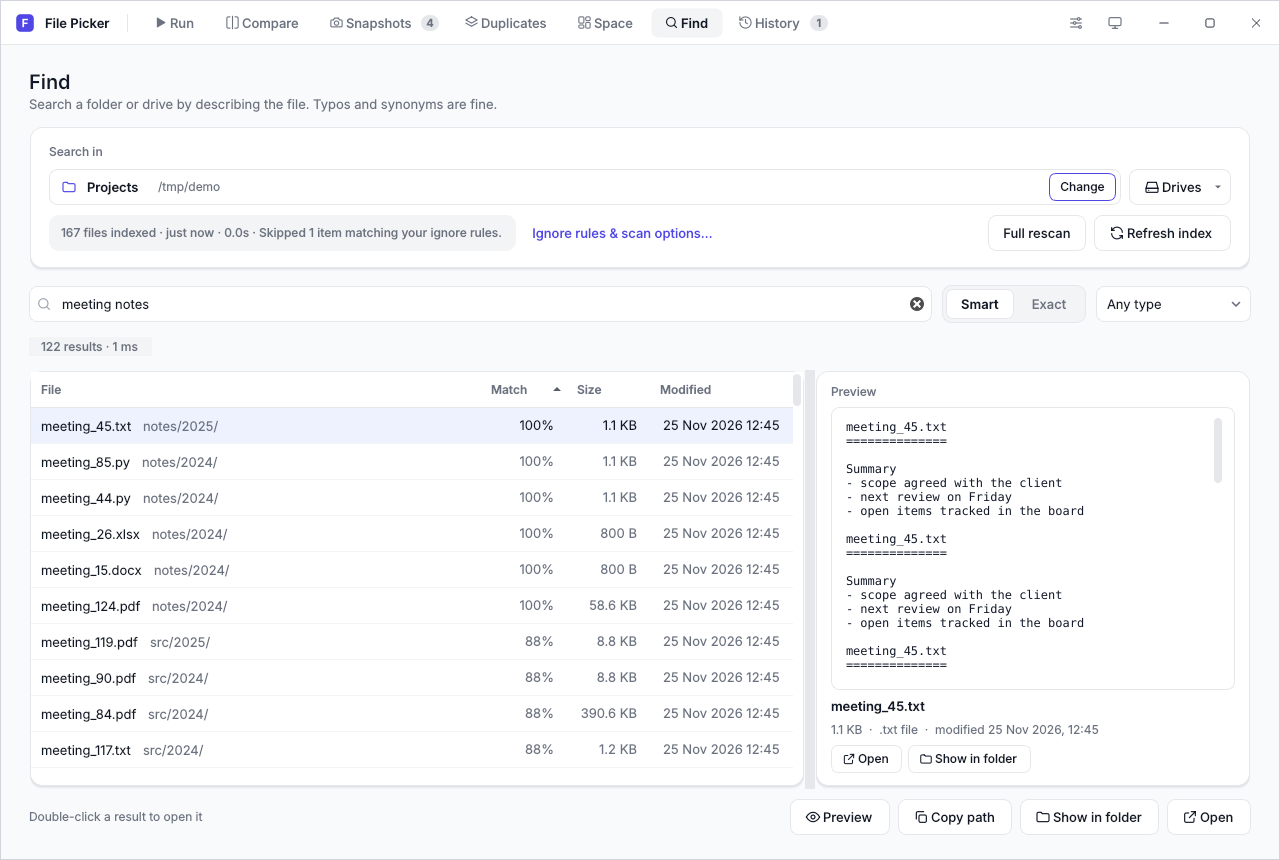 F File Picker Run Compare Snapshots 4 Duplicates Space Find History 1
Find
Search a folder or drive by describing the file. Typos and synonyms are fine.
Search in
Projects /tmp/demo Change Drives
167 files indexed · just now · 0.0s · Skipped 1 item matching your ignore rules. Ignore rules & scan options... Full rescan Refresh index
meeting notes Smart Exact Any type
122 results · 1 ms
File Match Size Modified
meeting_45.txt notes/2025/ 100% 1.1 KB 25 Nov 2026 12:45
meeting_85.py notes/2024/ 100% 1.1 KB 25 Nov 2026 12:45
meeting_44.py notes/2024/ 100% 1.1 KB 25 Nov 2026 12:45
meeting_26.xlsx notes/2024/ 100% 800 B 25 Nov 2026 12:45
meeting_15.docx notes/2024/ 100% 800 B 25 Nov 2026 12:45
meeting_124.pdf notes/2024/ 100% 58.6 KB 25 Nov 2026 12:45
meeting_119.pdf src/2025/ 88% 8.8 KB 25 Nov 2026 12:45
meeting_90.pdf src/2024/ 88% 8.8 KB 25 Nov 2026 12:45
meeting_84.pdf src/2024/ 88% 390.6 KB 25 Nov 2026 12:45
meeting_117.txt src/2024/ 88% 1.2 KB 25 Nov 2026 12:45
Preview
meeting_45.txt
==============
Summary
- scope agreed with the client
- next review on Friday
- open items tracked in the board
meeting_45.txt
==============
Summary
- scope agreed with the client
- next review on Friday
- open items tracked in the board
meeting_45.txt
==============
meeting_45.txt
1.1 KB · .txt file · modified 25 Nov 2026, 12:45
Open Show in folder
Double-click a result to open it Preview Copy path Show in folder Open